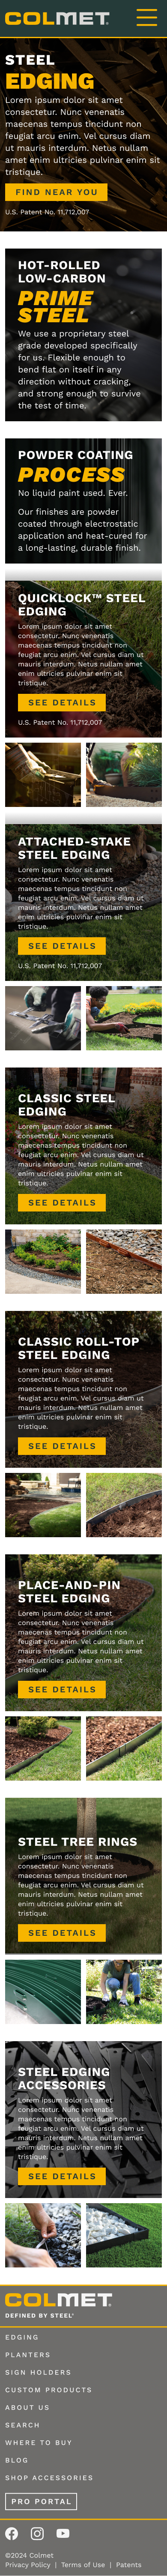 COLMET®
STEEL
EDGING
Lorem ipsum dolor sit amet
consectetur. Nunc venenatis
maecenas tempus tincidunt non
feugiat arcu enim. Vel cursus diam
ut mauris interdum. Netus nullam
amet enim ultricies pulvinar enim sit
tristique.
FIND NEAR YOU
U.S. Patent No. 11,712,007
HOT-ROLLED
LOW-CARBON
PRIME
STEEL
We use a proprietary steel
grade developed specifically
for us. Flexible enough to
bend flat on itself in any
direction without cracking,
and strong enough to survive
the test of time.
POWDER COATING
PROCESS
No liquid paint used. Ever.
Our finishes are powder
coated through electrostatic
application and heat-cured for
a long-lasting, durable finish.
QUICKLOCK™ STEEL
EDGING
Lorem ipsum dolor sit amet
consectetur. Nunc venenatis
maecenas tempus tincidunt non
feugiat arcu enim. Vel cursus diam ut
mauris interdum. Netus nullam amet
enim ultricies pulvinar enim sit
tristique.
SEE DETAILS
U.S. Patent No. 11,712,007
ATTACHED-STAKE
STEEL EDGING
Lorem ipsum dolor sit amet
consectetur. Nunc venenatis
maecenas tempus tincidunt non
feugiat arcu enim. Vel cursus diam ut
mauris interdum. Netus nullam amet
enim ultricies pulvinar enim sit
tristique.
SEE DETAILS
U.S. Patent No. 11,712,007
CLASSIC STEEL
EDGING
Lorem ipsum dolor sit amet
consectetur. Nunc venenatis
maecenas tempus tincidunt non
feugiat arcu enim. Vel cursus diam ut
mauris interdum. Netus nullam amet
enim ultricies pulvinar enim sit
tristique.
SEE DETAILS
CLASSIC ROLL-TOP
STEEL EDGING
Lorem ipsum dolor sit amet
consectetur. Nunc venenatis
maecenas tempus tincidunt non
feugiat arcu enim. Vel cursus diam ut
mauris interdum. Netus nullam amet
enim ultricies pulvinar enim sit
tristique.
SEE DETAILS
PLACE-AND-PIN
STEEL EDGING
Lorem ipsum dolor sit amet
consectetur. Nunc venenatis
maecenas tempus tincidunt non
feugiat arcu enim. Vel cursus diam ut
mauris interdum. Netus nullam amet
enim ultricies pulvinar enim sit
tristique.
SEE DETAILS
STEEL TREE RINGS
Lorem ipsum dolor sit amet
consectetur. Nunc venenatis
maecenas tempus tincidunt non
feugiat arcu enim. Vel cursus diam ut
mauris interdum. Netus nullam amet
enim ultricies pulvinar enim sit
tristique.
SEE DETAILS
STEEL EDGING
ACCESSORIES
Lorem ipsum dolor sit amet
consectetur. Nunc venenatis
maecenas tempus tincidunt non
feugiat arcu enim. Vel cursus diam ut
mauris interdum. Netus nullam amet
enim ultricies pulvinar enim sit
tristique.
SEE DETAILS
COLMET®
DEFINED BY STEEL®
EDGING
PLANTERS
SIGN HOLDERS
CUSTOM PRODUCTS
ABOUT US
SEARCH
WHERE TO BUY
BLOG
SHOP ACCESSORIES
PRO PORTAL
©2024 Colmet
Privacy Policy | Terms of Use | Patents